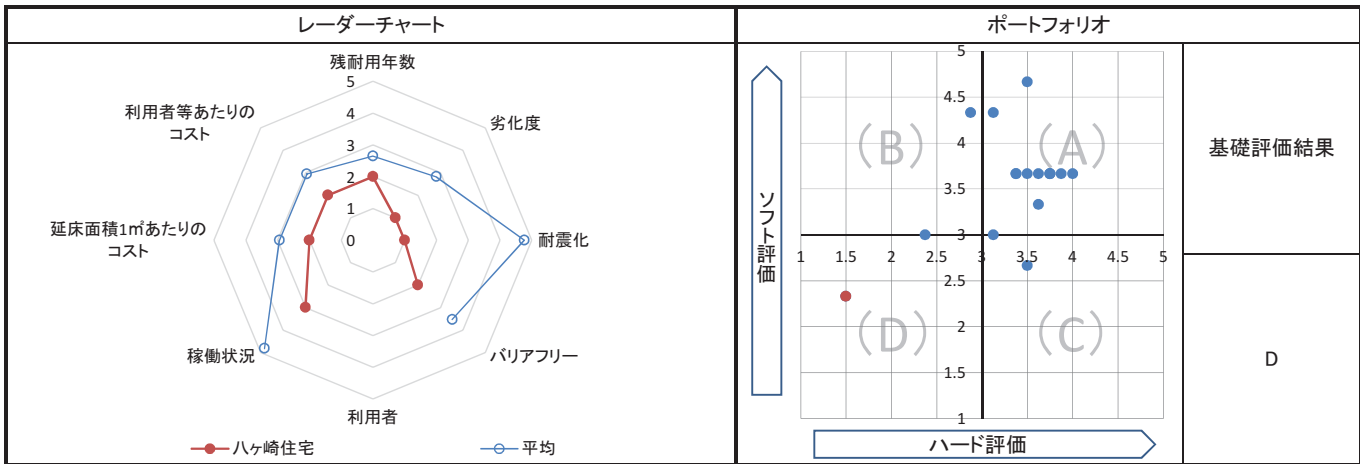 レーダーチャート
残耐用年数
劣化度
耐震化
バリアフリー
利用者
稼働状況
延床面積1㎡あたりの
コスト
利用者等あたりの
コスト
5
4
3
2
1
0
八ヶ崎住宅
平均
ポートフォリオ
ソフト評価
5
4.5
4
3.5
3
2.5
2
1.5
1
1 1.5 2 2.5 3 3.5 4 4.5 5
(B)
(A)
(D)
(C)
ハード評価
基礎評価結果
D